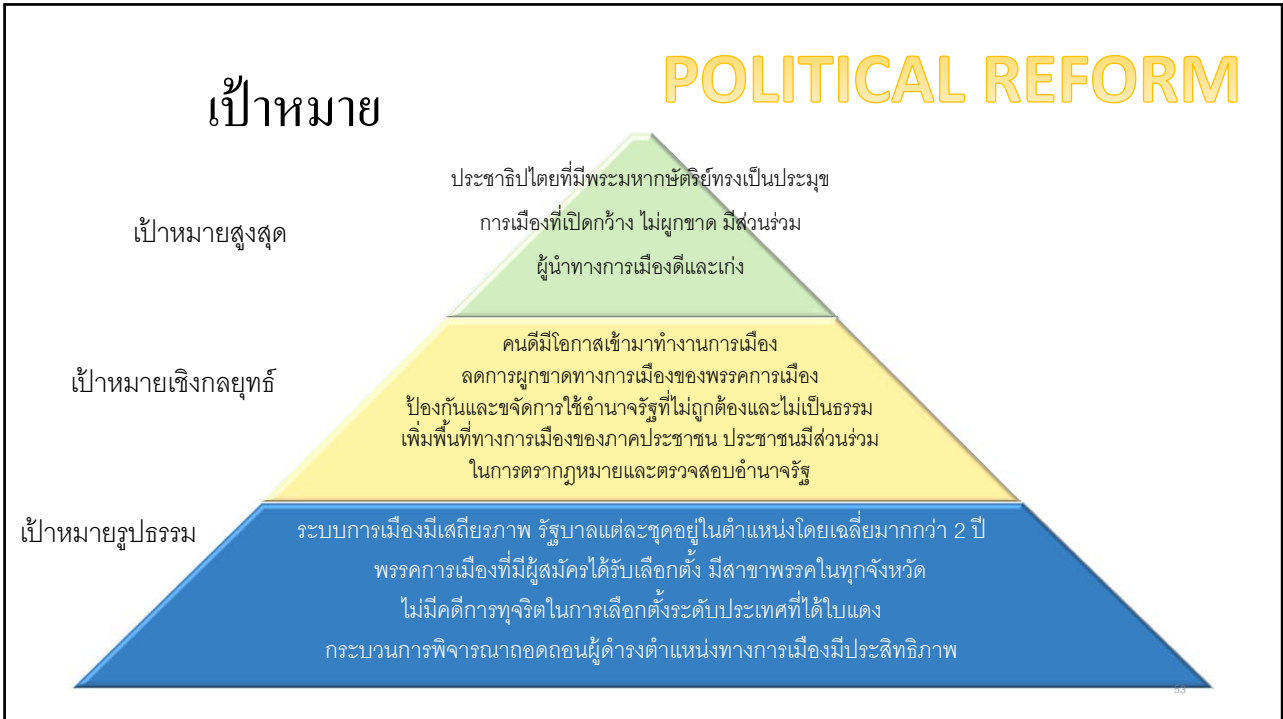 POLITICAL REFORM
เป้าหมาย
ประชาธิปไตยที่มีพระมหากษัตริย์ทรงเป็นประมุข
การเมืองที่เปิดกว้าง ไม่ผูกขาด มีส่วนร่วม
ผู้นำทางการเมืองดีและเก่ง
เป้าหมายสูงสุด
คนดีมีโอกาสเข้ามาทำงานการเมือง
ลดการผูกขาดทางการเมืองของพรรคการเมือง
ป้องกันและขจัดการใช้อำนาจรัฐที่ไม่ถูกต้องและไม่เป็นธรรม
เพิ่มพื้นที่ทางการเมืองของภาคประชาชน ประชาชนมีส่วนร่วม
ในการตรากฎหมายและตรวจสอบอำนาจรัฐ
เป้าหมายเชิงกลยุทธ์
ระบบการเมืองมีเสถียรภาพ รัฐบาลแต่ละชุดอยู่ในตำแหน่งโดยเฉลี่ยมากกว่า 2 ปี
พรรคการเมืองที่มีผู้สมัครได้รับเลือกตั้ง มีสาขาพรรคในทุกจังหวัด
ไม่มีคดีการทุจริตในการเลือกตั้งระดับประเทศที่ได้ใบแดง
กระบวนการพิจารณาถอดถอนผู้ดำรงตำแหน่งทางการเมืองมีประสิทธิภาพ
เป้าหมายรูปธรรม
53